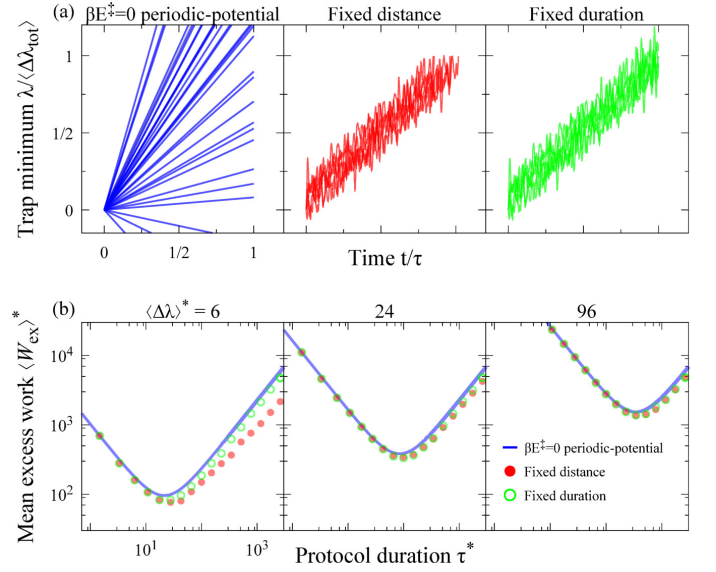 (a) βE‡=0 periodic-potential Fixed distance Fixed duration
Trap minimum λ/⟨Δλtot⟩
1
1/2
0
0 1/2 1
Time t/τ
(b) ⟨Δλ⟩* = 6 24 96
Mean excess work ⟨Wex⟩*
10⁴
10³
10²
βE‡=0 periodic-potential
Fixed distance
Fixed duration
10¹ 10³
Protocol duration τ*